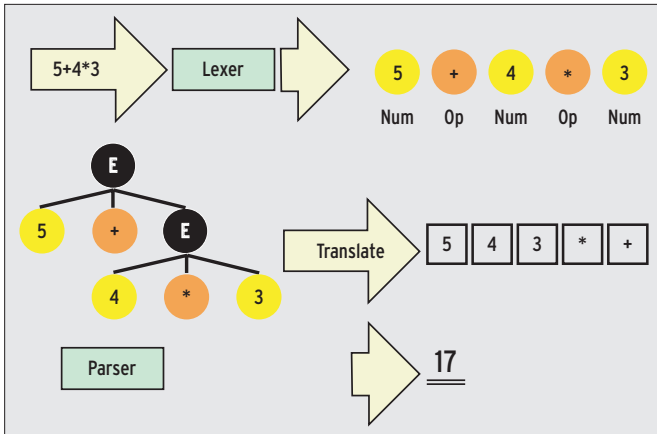 5+4*3 Lexer 5 + 4 * 3
Num Op Num Op Num
E
5 + E
4 * 3
Translate 5 4 3 * +
Parser
17